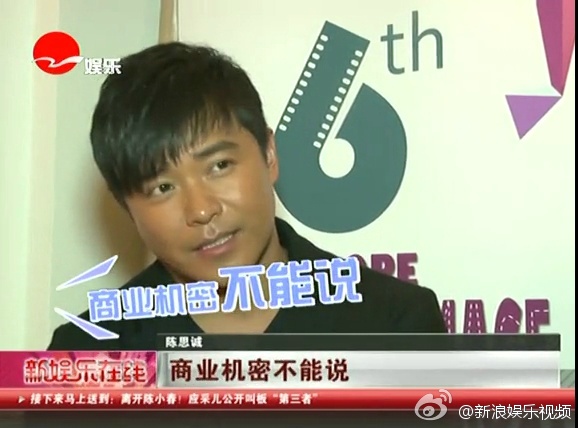 娱乐
6th
商业机密不能说
陈思诚
新娱乐在线
商业机密不能说
接下来马上送到：离开陈小春！应采儿公开叫板“第三者”
@新浪娱乐视频